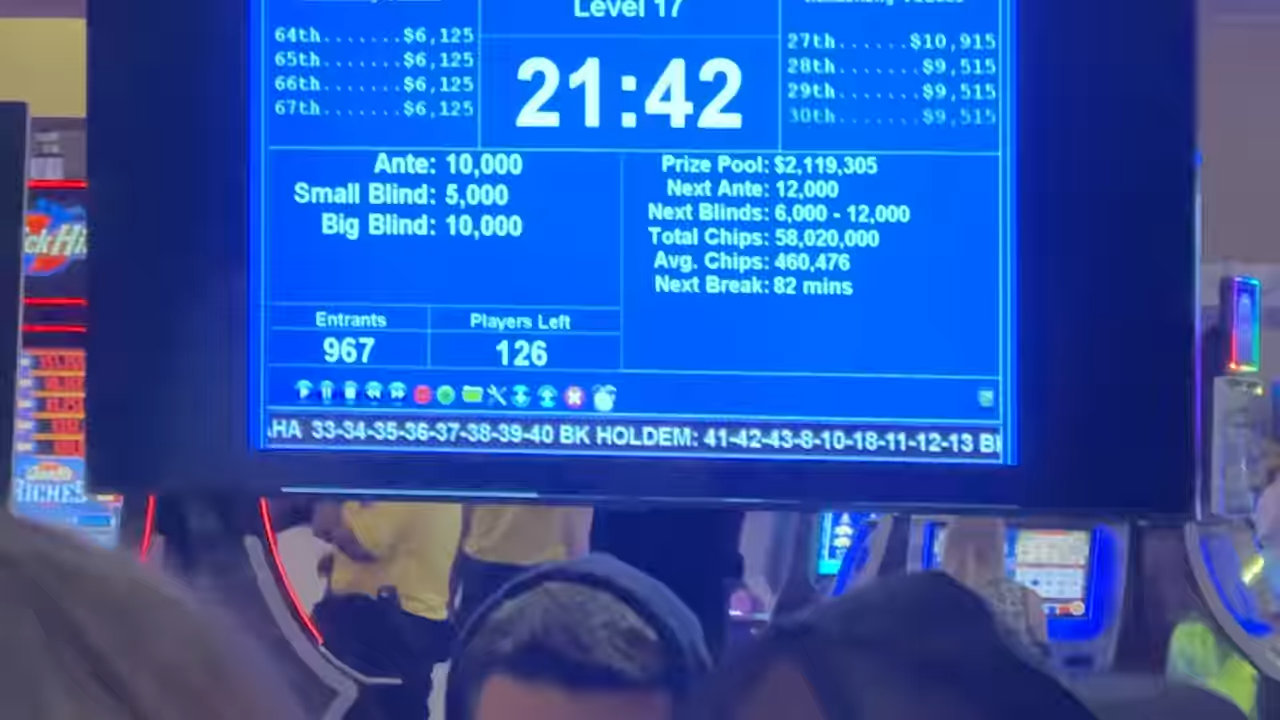 Level 17
64th.......$6,125
65th.......$6,125
66th.......$6,125
67th.......$6,125
21:42
27th......$10,915
28th.......$9,515
29th.......$9,515
30th.......$9,515
Ante: 10,000
Small Blind: 5,000
Big Blind: 10,000
Prize Pool: $2,119,305
Next Ante: 12,000
Next Blinds: 6,000 - 12,000
Total Chips: 58,020,000
Avg. Chips: 460,476
Next Break: 82 mins
Entrants
967
Players Left
126
AHA 33-34-35-36-37-38-39-40 BK HOLDEM: 41-42-43-8-10-18-11-12-13 B
RICHES